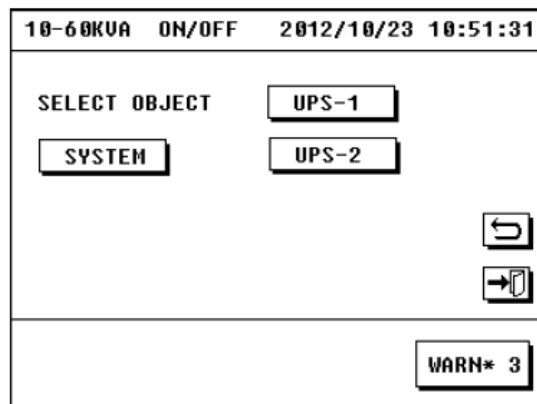 10-60KVA ON/OFF 2012/10/23 10:51:31
SELECT OBJECT UPS-1
SYSTEM UPS-2
WARN* 3